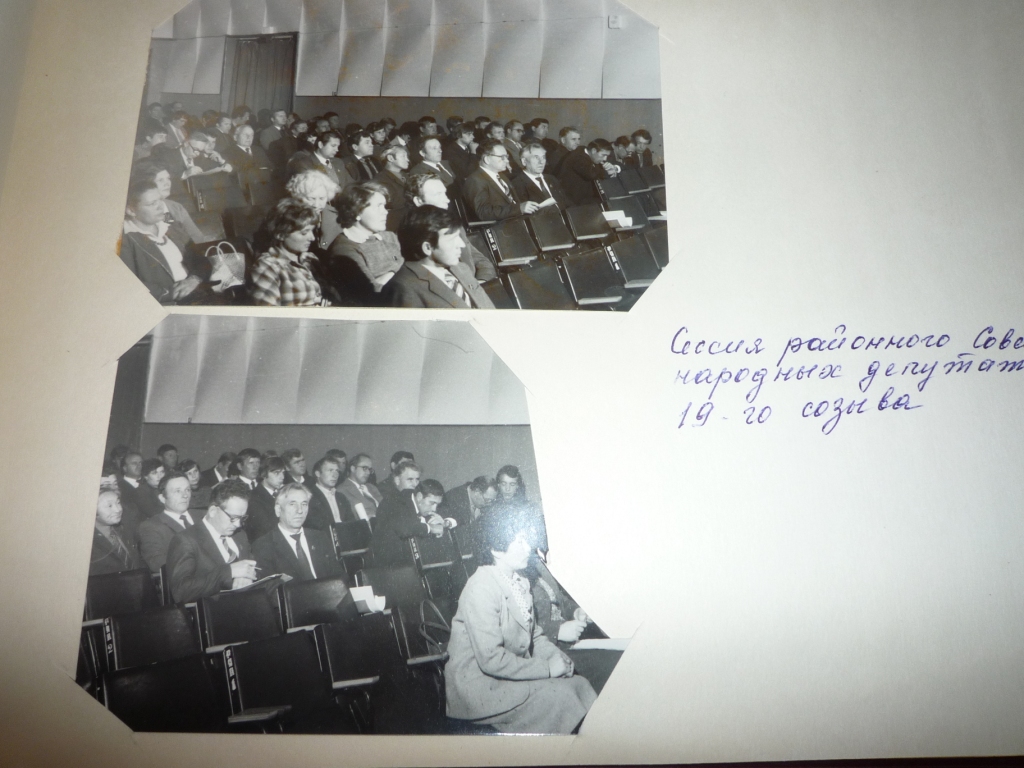 Сессия районного Сове
народных депутат
19-го созыва